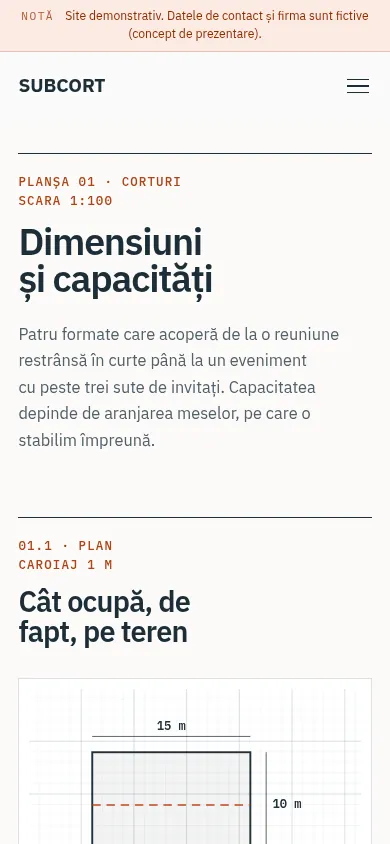 NOTĂ Site demonstrativ. Datele de contact și firma sunt fictive
(concept de prezentare).
SUBCORT
PLANȘA 01 · CORTURI
SCARA 1:100
Dimensiuni
și capacități
Patru formate care acoperă de la o reuniune
restrânsă în curte până la un eveniment
cu peste trei sute de invitați. Capacitatea
depinde de aranjarea meselor, pe care o
stabilim împreună.
01.1 · PLAN
CAROIAJ 1 M
Cât ocupă, de
fapt, pe teren
15 m
10 m